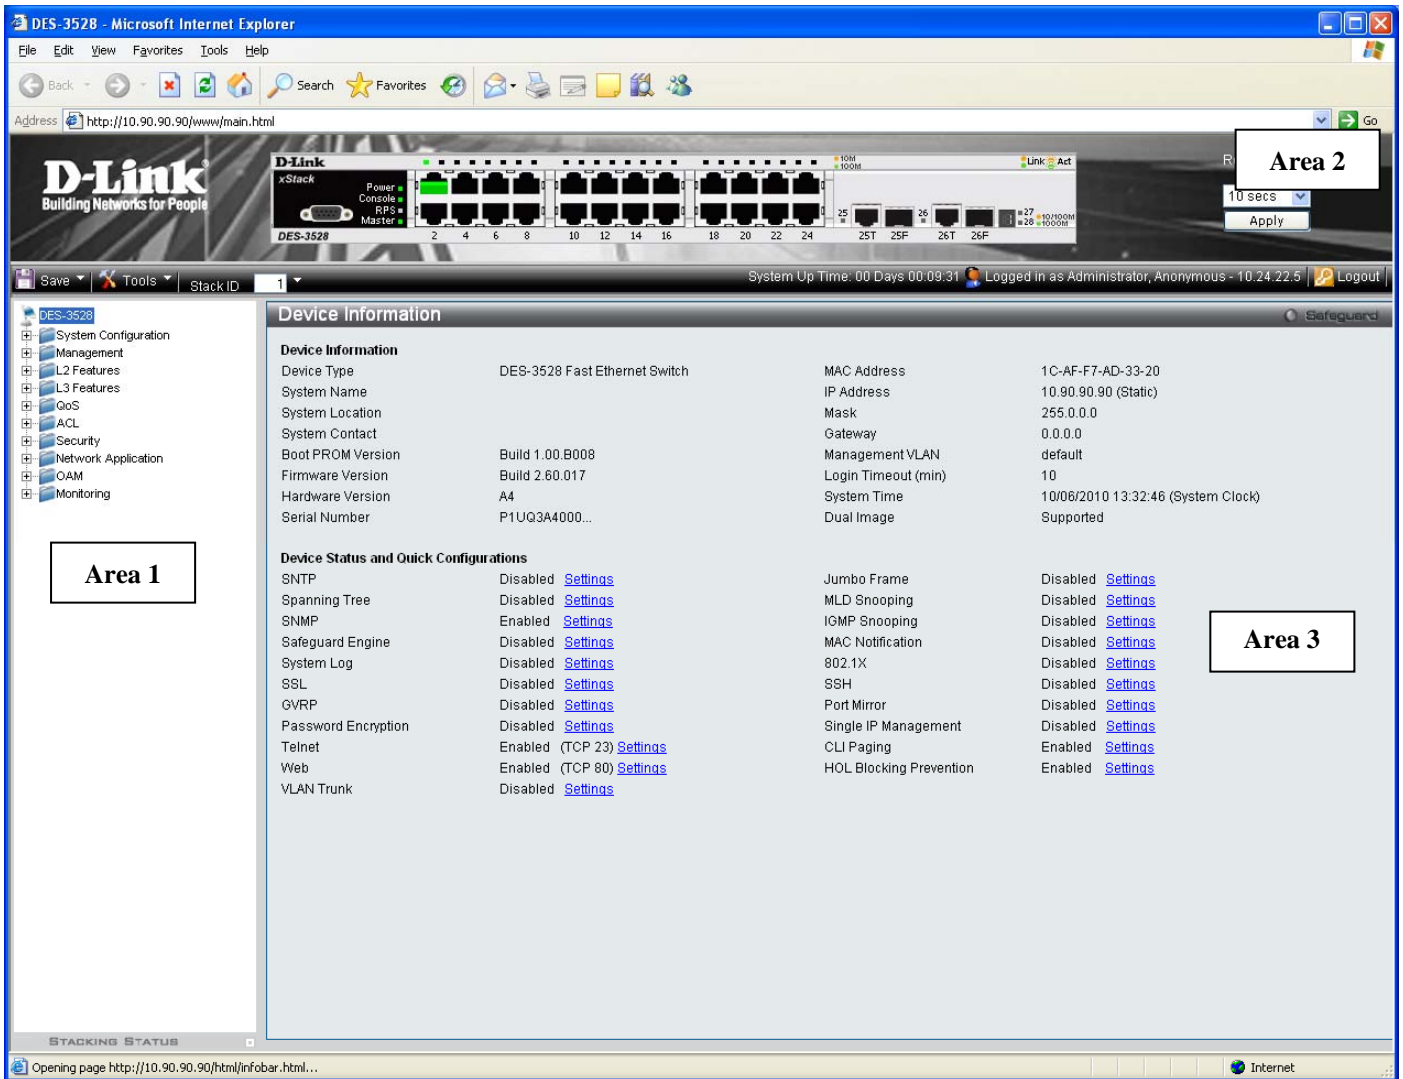 DES-3528 - Microsoft Internet Explorer
File Edit View Favorites Tools Help
Back Search Favorites
Address http://10.90.90.90/www/main.html Go
D-Link
Building Networks for People
D-Link
xStack
Power
Console
RPS
Master
DES-3528
2 4 6 8 10 12 14 16 18 20 22 24 25T 25F 26T 26F
10M
100M
Link Act
25 26
27
28
10/100M
1000M
Area 2
10 secs
Apply
Save Tools Stack ID 1 System Up Time: 00 Days 00:09:31 Logged in as Administrator, Anonymous - 10.24.22.5 Logout
DES-3528
System Configuration
Management
L2 Features
L3 Features
QoS
ACL
Security
Network Application
OAM
Monitoring
Area 1
STACKING STATUS
Device Information Safeguard
Device Information
Device Type DES-3528 Fast Ethernet Switch MAC Address 1C-AF-F7-AD-33-20
System Name IP Address 10.90.90.90 (Static)
System Location Mask 255.0.0.0
System Contact Gateway 0.0.0.0
Boot PROM Version Build 1.00.B008 Management VLAN default
Firmware Version Build 2.60.017 Login Timeout (min) 10
Hardware Version A4 System Time 10/06/2010 13:32:46 (System Clock)
Serial Number P1UQ3A4000... Dual Image Supported
Device Status and Quick Configurations
SNTP Disabled Settings Jumbo Frame Disabled Settings
Spanning Tree Disabled Settings MLD Snooping Disabled Settings
SNMP Enabled Settings IGMP Snooping Disabled Settings
Safeguard Engine Disabled Settings MAC Notification Disabled Settings
System Log Disabled Settings 802.1X Disabled Settings
SSL Disabled Settings SSH Disabled Settings
GVRP Disabled Settings Port Mirror Disabled Settings
Password Encryption Disabled Settings Single IP Management Disabled Settings
Telnet Enabled (TCP 23) Settings CLI Paging Enabled Settings
Web Enabled (TCP 80) Settings HOL Blocking Prevention Enabled Settings
VLAN Trunk Disabled Settings
Area 3
Opening page http://10.90.90.90/html/infobar.html... Internet